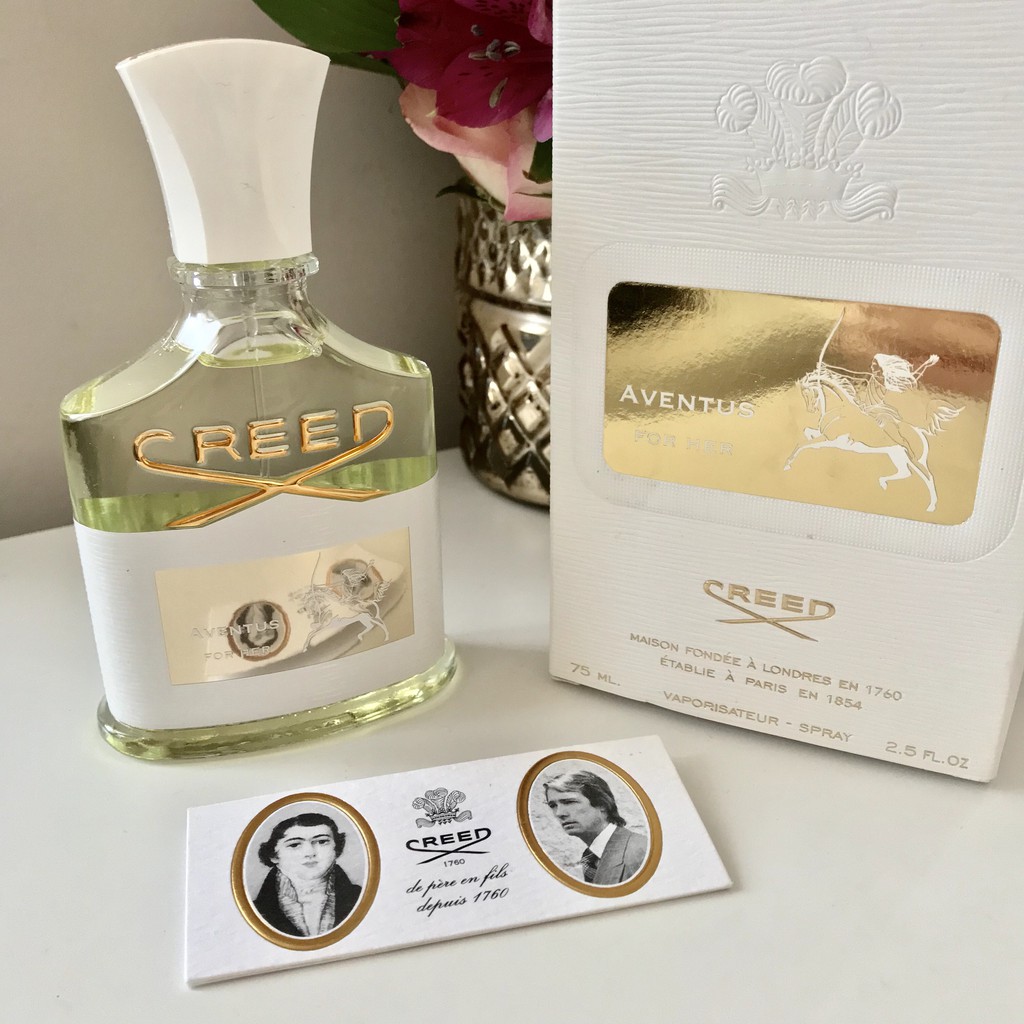 CREED
AVENTUS
FOR HER
AVENTUS
FOR HER
CREED
MAISON FONDÉE À LONDRES EN 1760
ÉTABLIE À PARIS EN 1854
75 ML.
VAPORISATEUR - SPRAY
2.5 FL.OZ
CREED
1760
de père en fils
depuis 1760